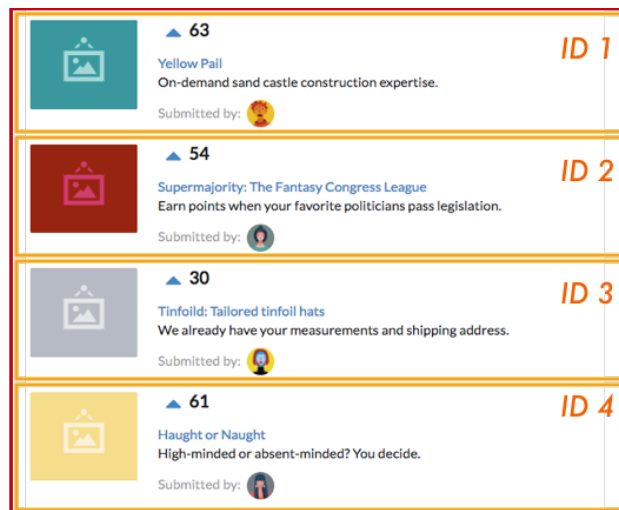 63
ID 1
Yellow Pail
On-demand sand castle construction expertise.
Submitted by:
54
ID 2
Supermajority: The Fantasy Congress League
Earn points when your favorite politicians pass legislation.
Submitted by:
30
ID 3
Tinfoild: Tailored tinfoil hats
We already have your measurements and shipping address.
Submitted by:
61
ID 4
Haught or Naught
High-minded or absent-minded? You decide.
Submitted by: